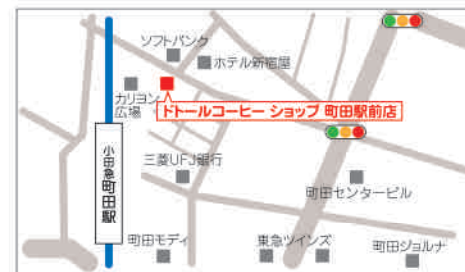 ソフトバンク
ホテル新宿屋
カリヨン
広場
ドトールコーヒー ショップ 町田駅前店
小田急町田駅
三菱UFJ銀行
町田センタービル
町田モディ
東急ツインズ
町田ジョルナ